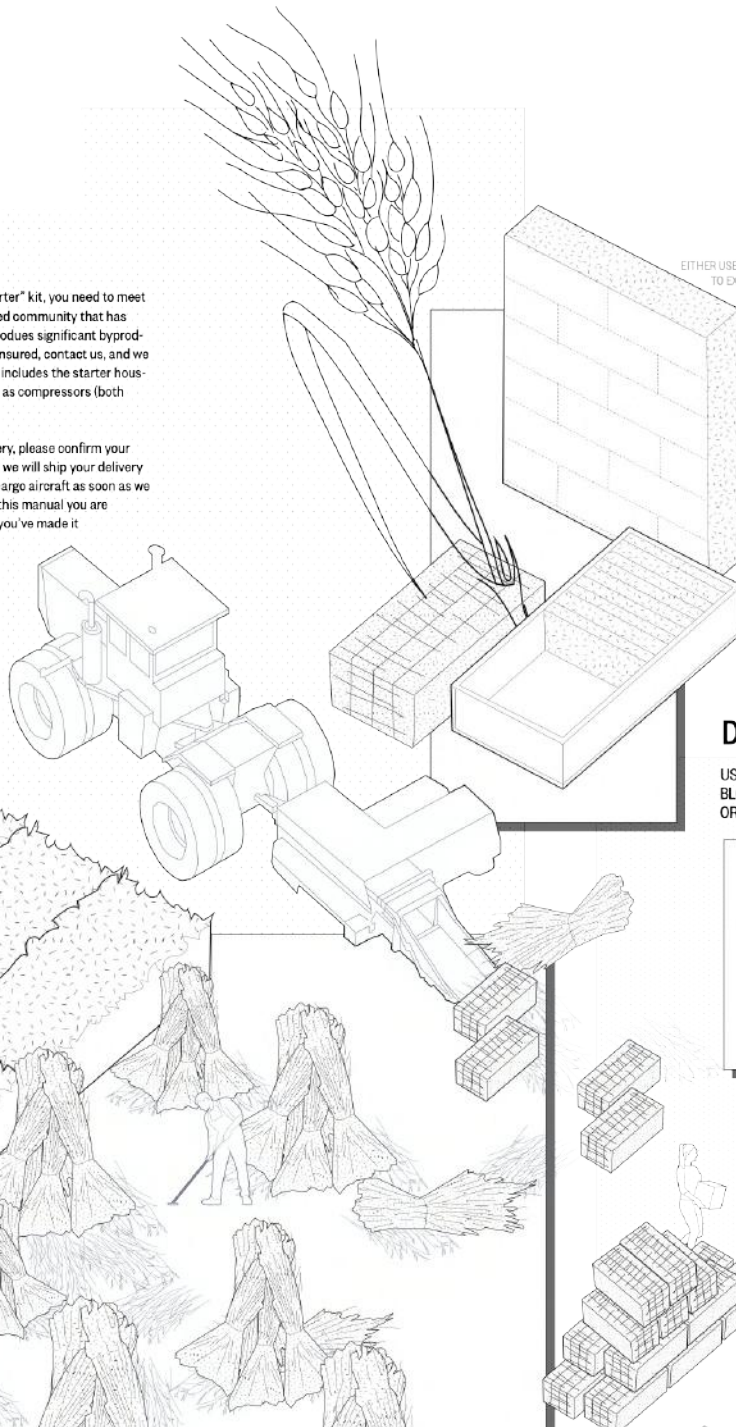 rter" kit, you need to meet
ed community that has
rodues significant byprod-
nsured, contact us, and we
includes the starter hous-
as compressors (both
ery, please confirm your
we will ship your delivery
argo aircraft as soon as we
this manual you are
you've made it
EITHER USE
TO EX
D
US
BL
OR